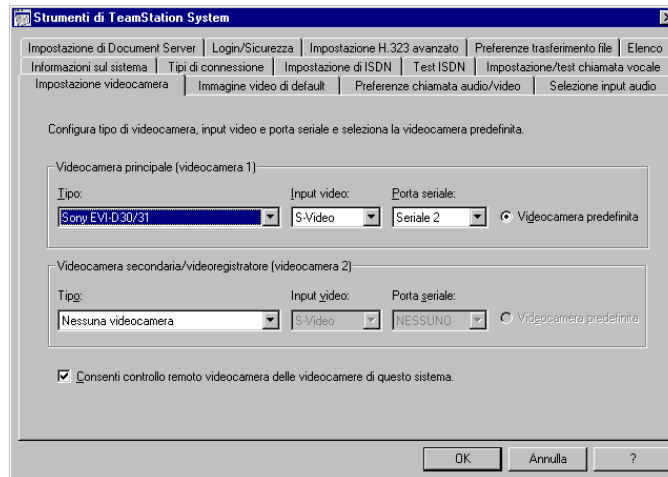 Strumenti di TeamStation System
Impostazione di Document Server Login/Sicurezza Impostazione H.323 avanzato Preferenze trasferimento file Elenco
Informazioni sul sistema Tipi di connessione Impostazione di ISDN Test ISDN Impostazione/test chiamata vocale
Impostazione videocamera Immagine video di default Preferenze chiamata audio/video Selezione input audio
Configura tipo di videocamera, input video e porta seriale e seleziona la videocamera predefinita.
Videocamera principale (videocamera 1)
Tipo: Input video: Porta seriale:
Sony EVI-D30/31 S-Video Seriale 2 Videocamera predefinita
Videocamera secondaria/videoregistratore (videocamera 2)
Tipo: Input video: Porta seriale:
Nessuna videocamera S-Video NESSUNO Videocamera predefinita
Consenti controllo remoto videocamera delle videocamere di questo sistema.
OK Annulla ?